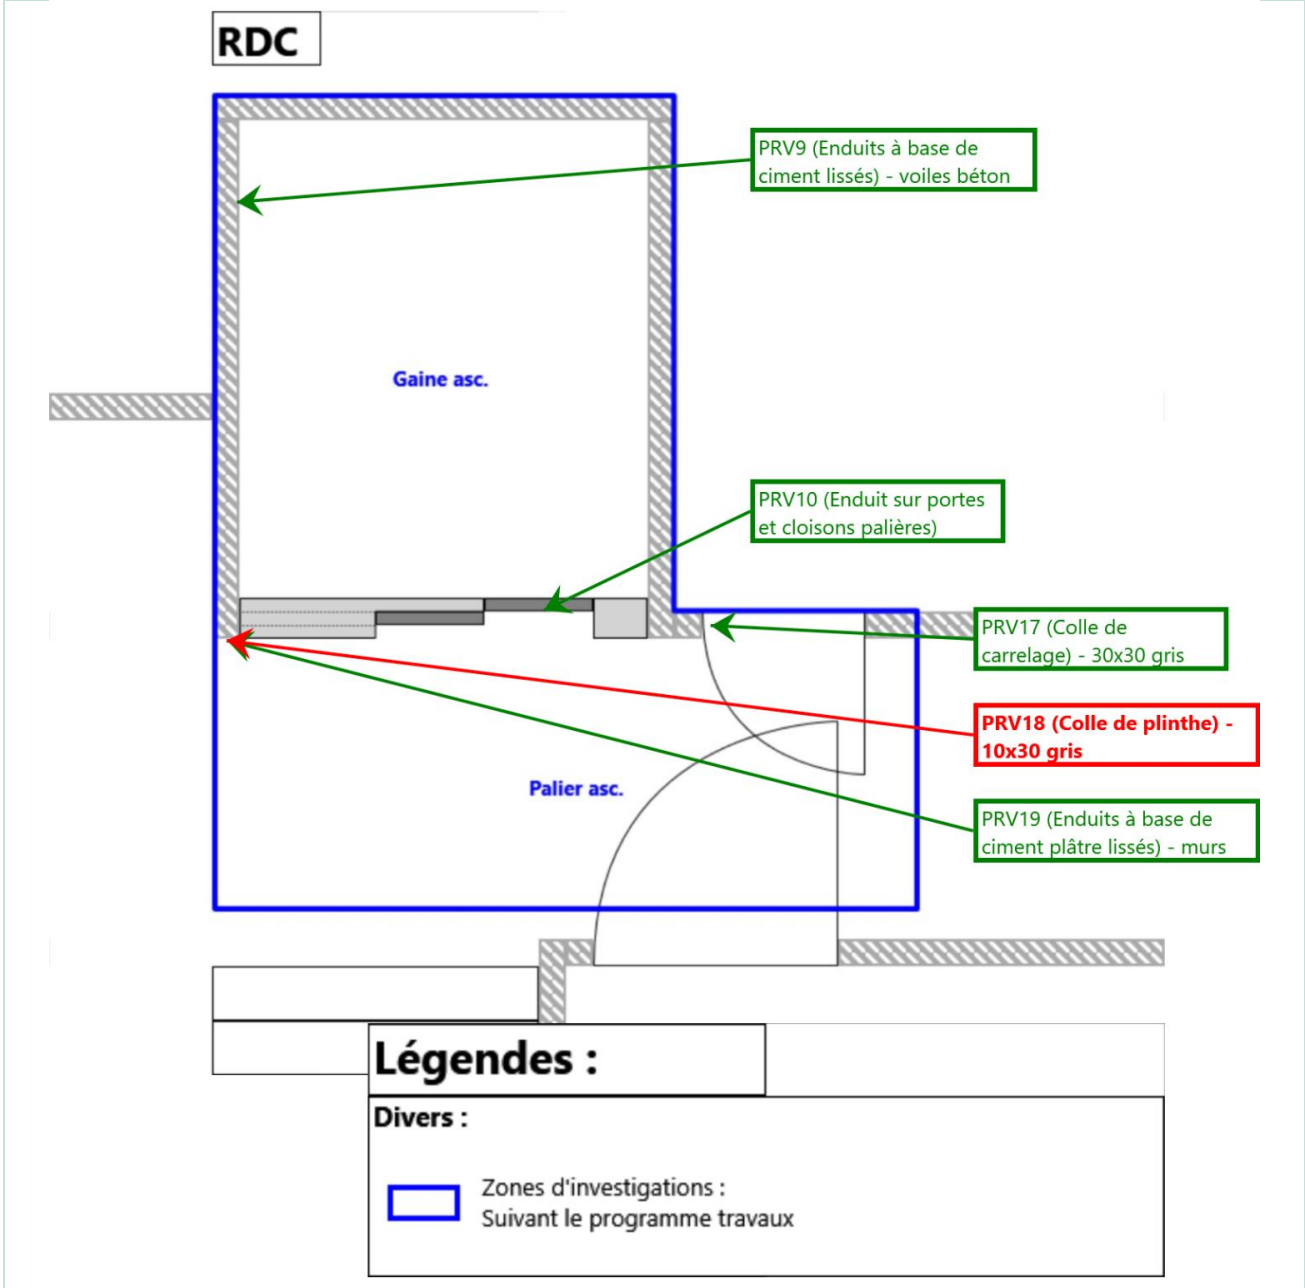 RDC
PRV9 (Enduits à base de
ciment lissés) - voiles béton
Gaine asc.
PRV10 (Enduit sur portes
et cloisons palières)
PRV17 (Colle de
carrelage) - 30x30 gris
PRV18 (Colle de plinthe) -
10x30 gris
Palier asc.
PRV19 (Enduits à base de
ciment plâtre lissés) - murs
Légendes :
Divers :
Zones d'investigations :
Suivant le programme travaux